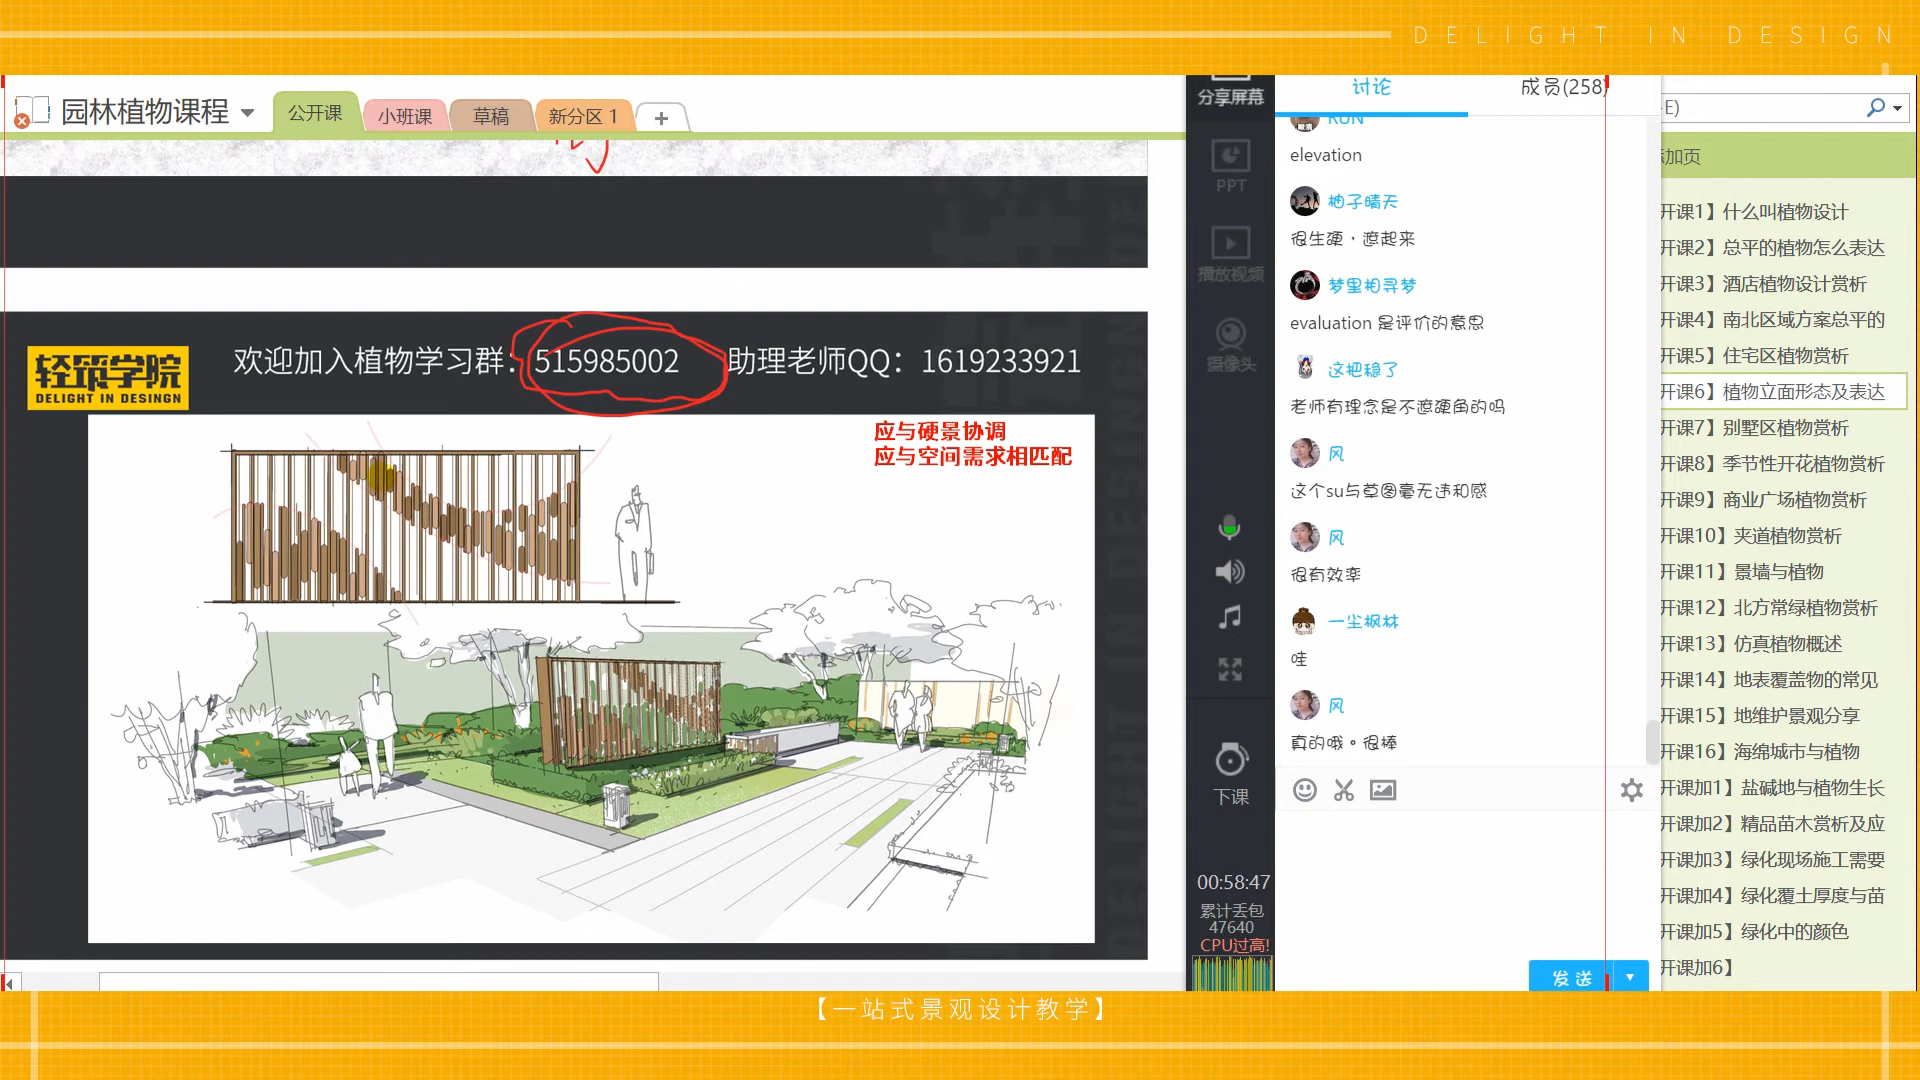 DELIGHT IN DESIGN
园林植物课程
公开课
小班课
草稿
新分区 1
欢迎加入植物学习群：515985002
助理老师QQ：1619233921
轻筑学院
DELIGHT IN DESINGN
应与硬景协调
应与空间需求相匹配
分享屏幕
PPT
播放视频
摄像头
下课
00:58:47
累计丢包
47640
CPU过高!
讨论
成员(258)
RUN
elevation
柚子晴天
很生硬，遮起来
梦里相寻梦
evaluation 是评价的意思
这把稳了
老师有理念是不遮硬角的吗
风
这个su与草图毫无违和感
风
很有效率
一尘枫林
哇
风
真的哦。很棒
发送
E)
加页
开课1】什么叫植物设计
开课2】总平的植物怎么表达
开课3】酒店植物设计赏析
开课4】南北区域方案总平的
开课5】住宅区植物赏析
开课6】植物立面形态及表达
开课7】别墅区植物赏析
开课8】季节性开花植物赏析
开课9】商业广场植物赏析
开课10】夹道植物赏析
开课11】景墙与植物
开课12】北方常绿植物赏析
开课13】仿真植物概述
开课14】地表覆盖物的常见
开课15】地维护景观分享
开课16】海绵城市与植物
开课加1】盐碱地与植物生长
开课加2】精品苗木赏析及应
开课加3】绿化现场施工需要
开课加4】绿化覆土厚度与苗
开课加5】绿化中的颜色
开课加6】
【一站式景观设计教学】